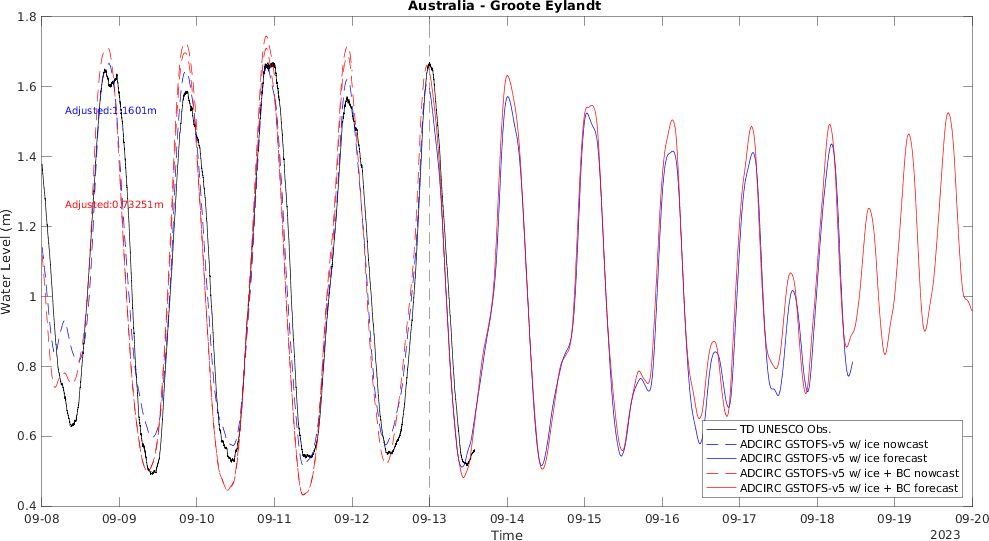 Australia - Groote Eylandt
1.8
1.6
1.4
1.2
1
0.8
0.6
0.4
Water Level (m)
Adjusted:1.1601m
Adjusted:0.73251m
TD UNESCO Obs.
ADCIRC GSTOFS-v5 w/ ice nowcast
ADCIRC GSTOFS-v5 w/ ice forecast
ADCIRC GSTOFS-v5 w/ ice + BC nowcast
ADCIRC GSTOFS-v5 w/ ice + BC forecast
09-08 09-09 09-10 09-11 09-12 09-13 09-14 09-15 09-16 09-17 09-18 09-19 09-20
Time
2023